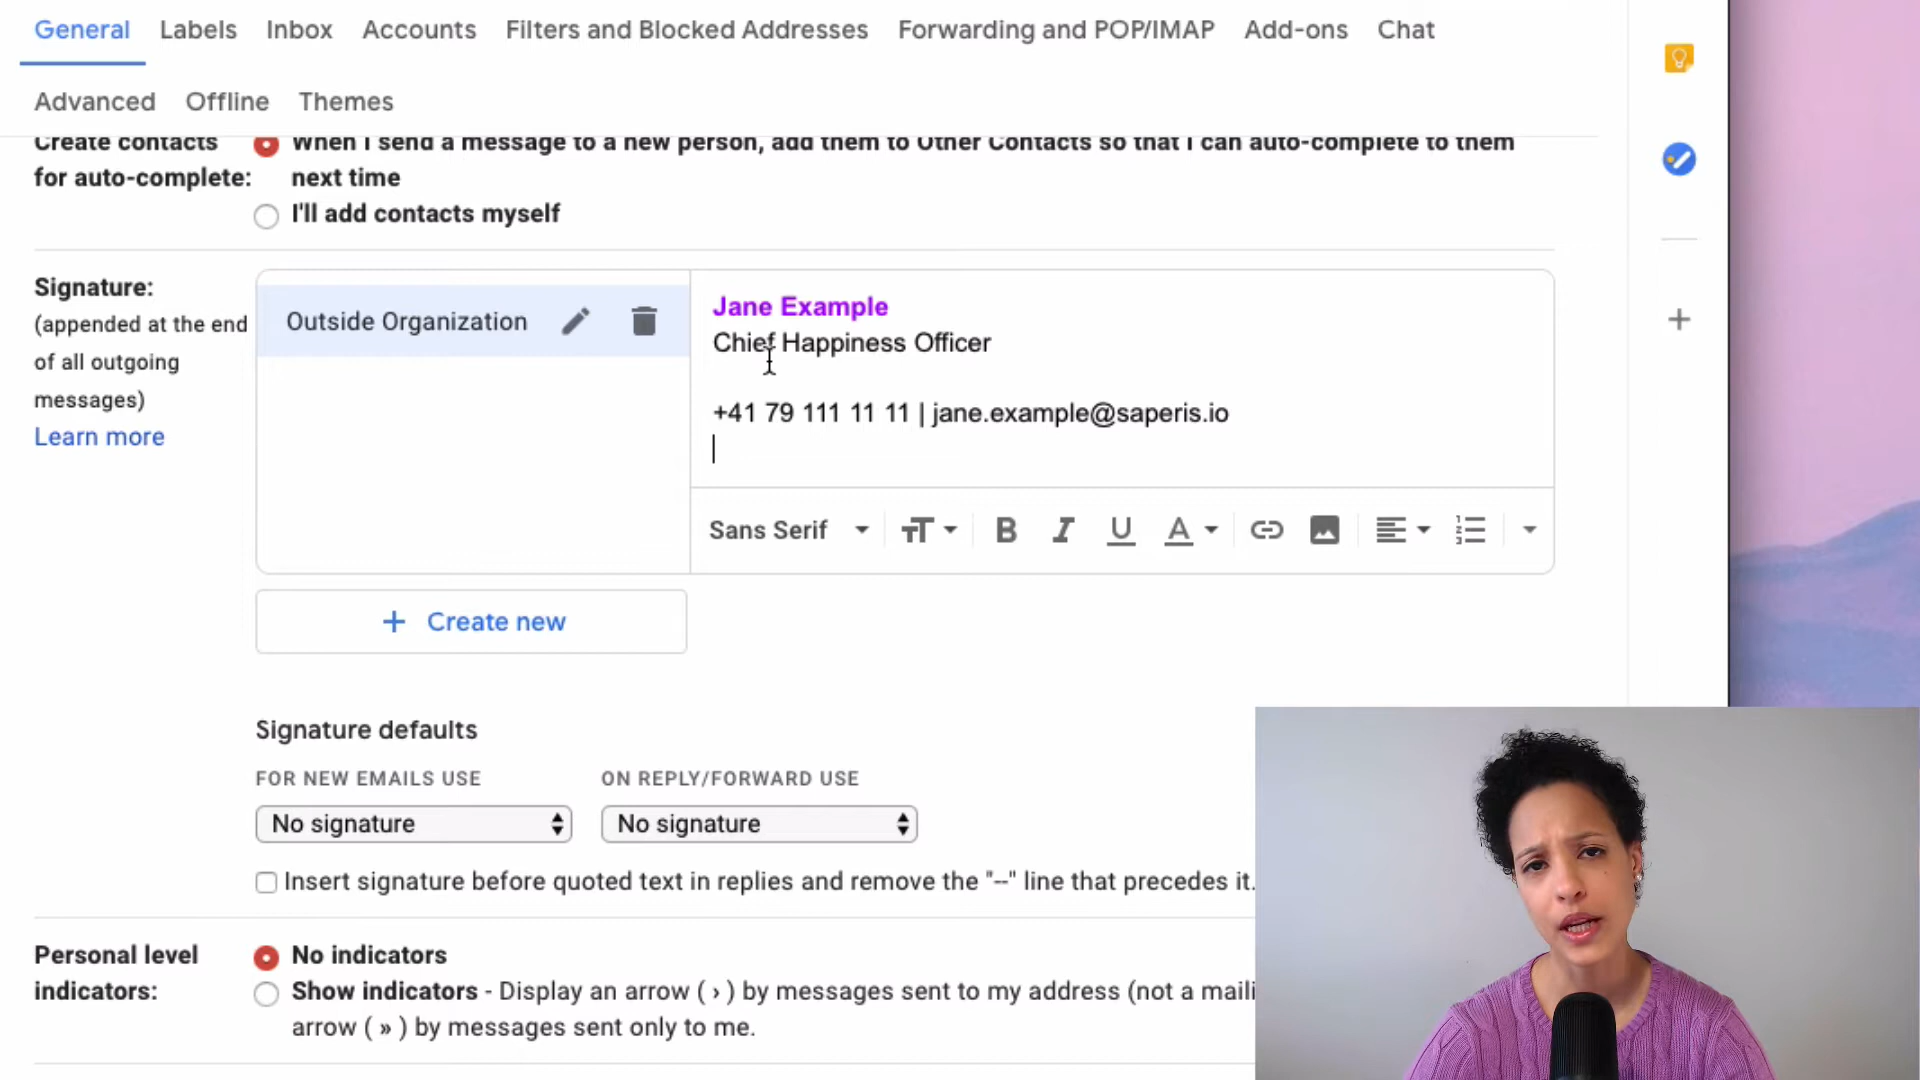 General Labels Inbox Accounts Filters and Blocked Addresses Forwarding and POP/IMAP Add-ons Chat
Advanced Offline Themes
Create contacts
for auto-complete:
When I send a message to a new person, add them to Other Contacts so that I can auto-complete to them
next time
I'll add contacts myself
Signature:
(appended at the end
of all outgoing
messages)
Learn more
Outside Organization
Jane Example
Chief Happiness Officer
+41 79 111 11 11 | jane.example@saperis.io
Sans Serif
Create new
Signature defaults
FOR NEW EMAILS USE ON REPLY/FORWARD USE
No signature No signature
Insert signature before quoted text in replies and remove the "--" line that precedes it.
Personal level
indicators:
No indicators
Show indicators - Display an arrow ( › ) by messages sent to my address (not a maili
arrow ( » ) by messages sent only to me.